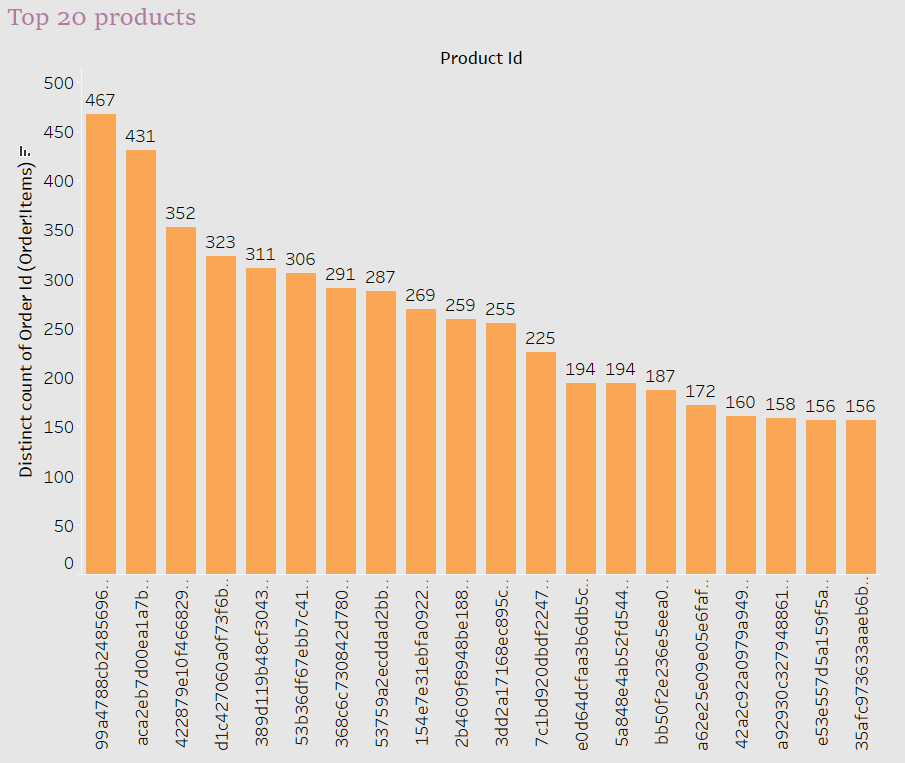 Top 20 products
Product Id
Distinct count of Order Id (Order!Items)
500
450
400
350
300
250
200
150
100
50
0
467
431
352
323
311
306
291
287
269
259
255
225
194
194
187
172
160
158
156
156
99a4788cb2485696..
aca2eb7d00ea1a7b..
422879e10f466829..
d1c427060a0f73f6b..
389d119b48cf3043..
53b36df67ebb7c41..
368c6c730842d780..
53759a2ecddad2bb..
154e7e31ebfa0922..
2b4609f8948be188..
3dd2a17168ec895c..
7c1bd920dbdf2247..
e0d64dcfaa3b6db5c..
5a848e4ab52fd544..
bb50f2e236e5eea0..
a62e25e09e05e6faf..
42a2c92a0979a949..
a92930c327948861..
e53e557d5a159f5a..
35afc973633aaeb6b..